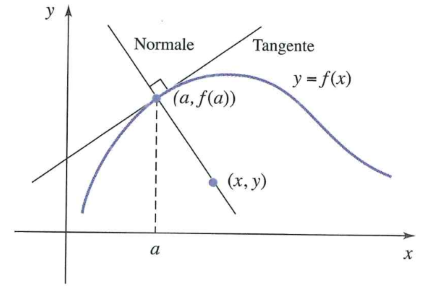 y
Normale
Tangente
y = f(x)
(a, f(a))
(x, y)
a
x